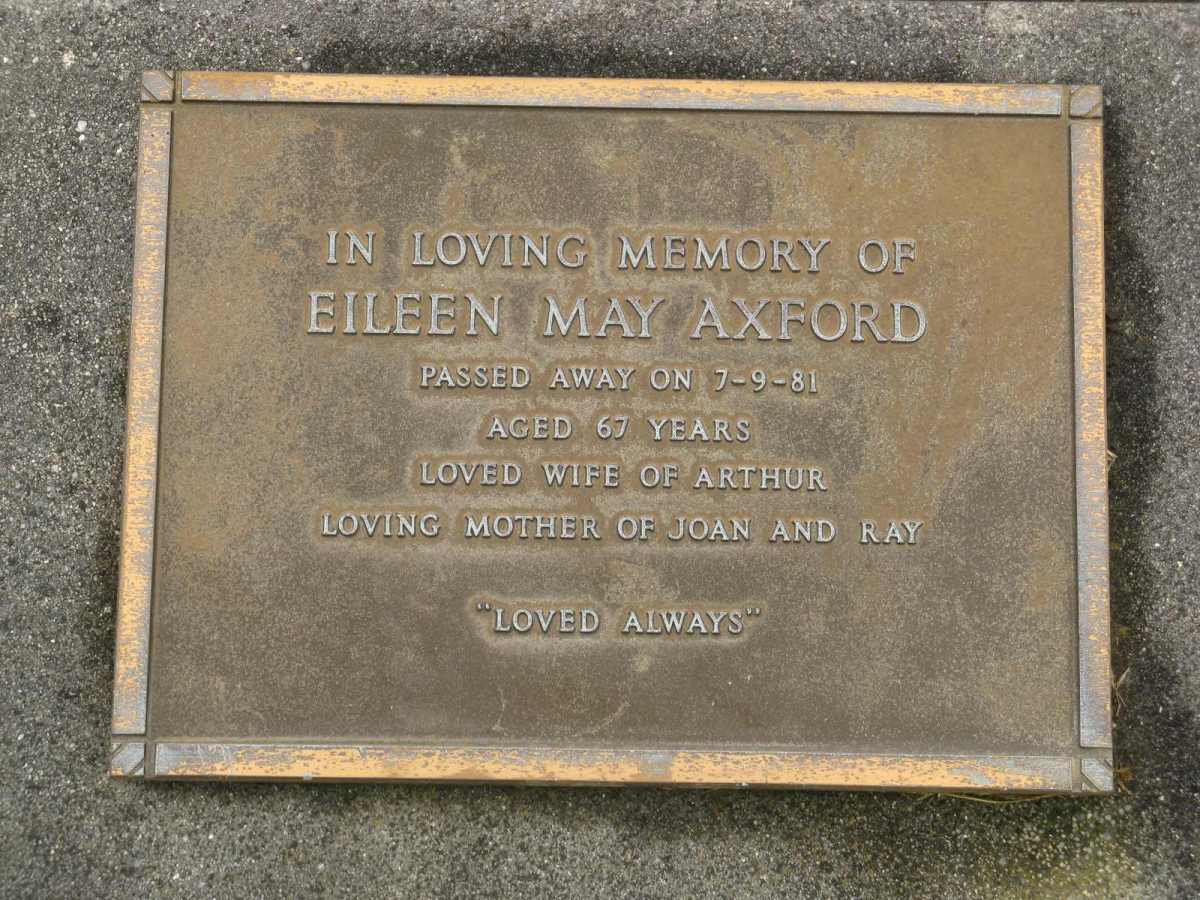 IN LOVING MEMORY OF
EILEEN MAY AXFORD
PASSED AWAY ON 7-9-81
AGED 67 YEARS
LOVED WIFE OF ARTHUR
LOVING MOTHER OF JOAN AND RAY
"LOVED ALWAYS"